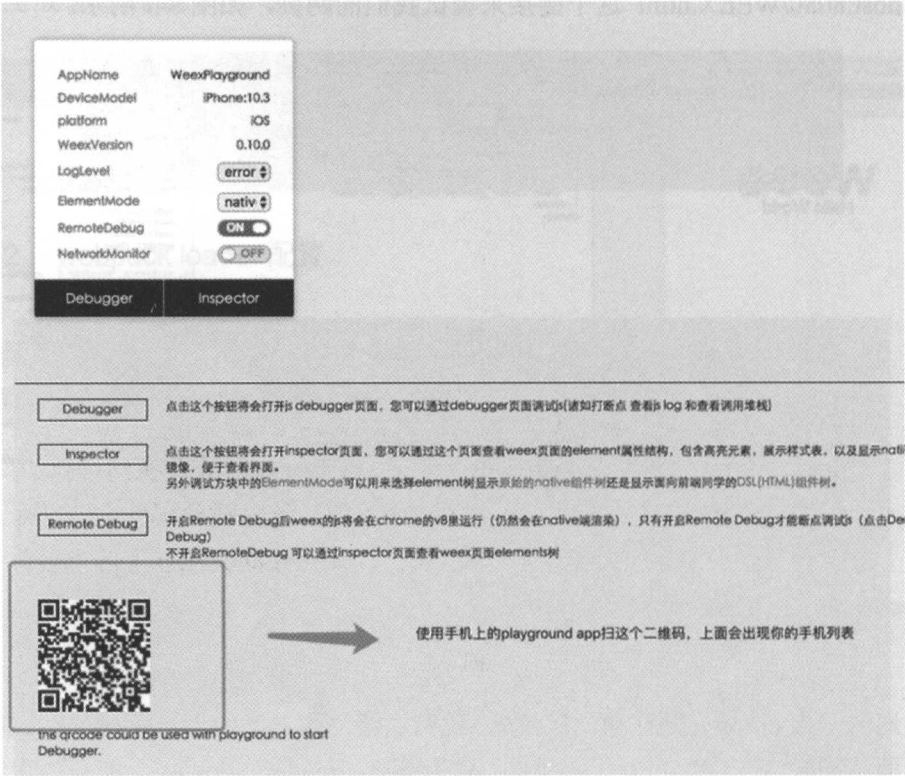 AppName WeexPlayground
DeviceModel iPhone:10.3
platform iOS
WeexVersion 0.10.0
LogLevel error
ElementMode nativ
RemoteDebug ON
NetworkMonitor OFF
Debugger Inspector
Debugger 点击这个按钮将会打开js debugger页面，您可以通过debugger页面调试js(诸如打断点 查看js log 和查看调用堆栈)
Inspector 点击这个按钮将会打开inspector页面，您可以通过这个页面查看weex页面的element属性结构，包含高亮元素，展示样式表，以及显示nati
镜像，便于查看界面。
另外调试方块中的ElementMode可以用来选择element树显示原始的native组件树还是显示面向前端同学的DSL(HTML)组件树。
Remote Debug 开启Remote Debug后weex的js将会在chrome的v8里运行（仍然会在native端渲染），只有开启Remote Debug才能断点调试js（点击De
Debug）
不开启RemoteDebug 可以通过inspector页面查看weex页面elements树
使用手机上的playground app扫这个二维码，上面会出现你的手机列表
this qrcode could be used with playground to start
Debugger.